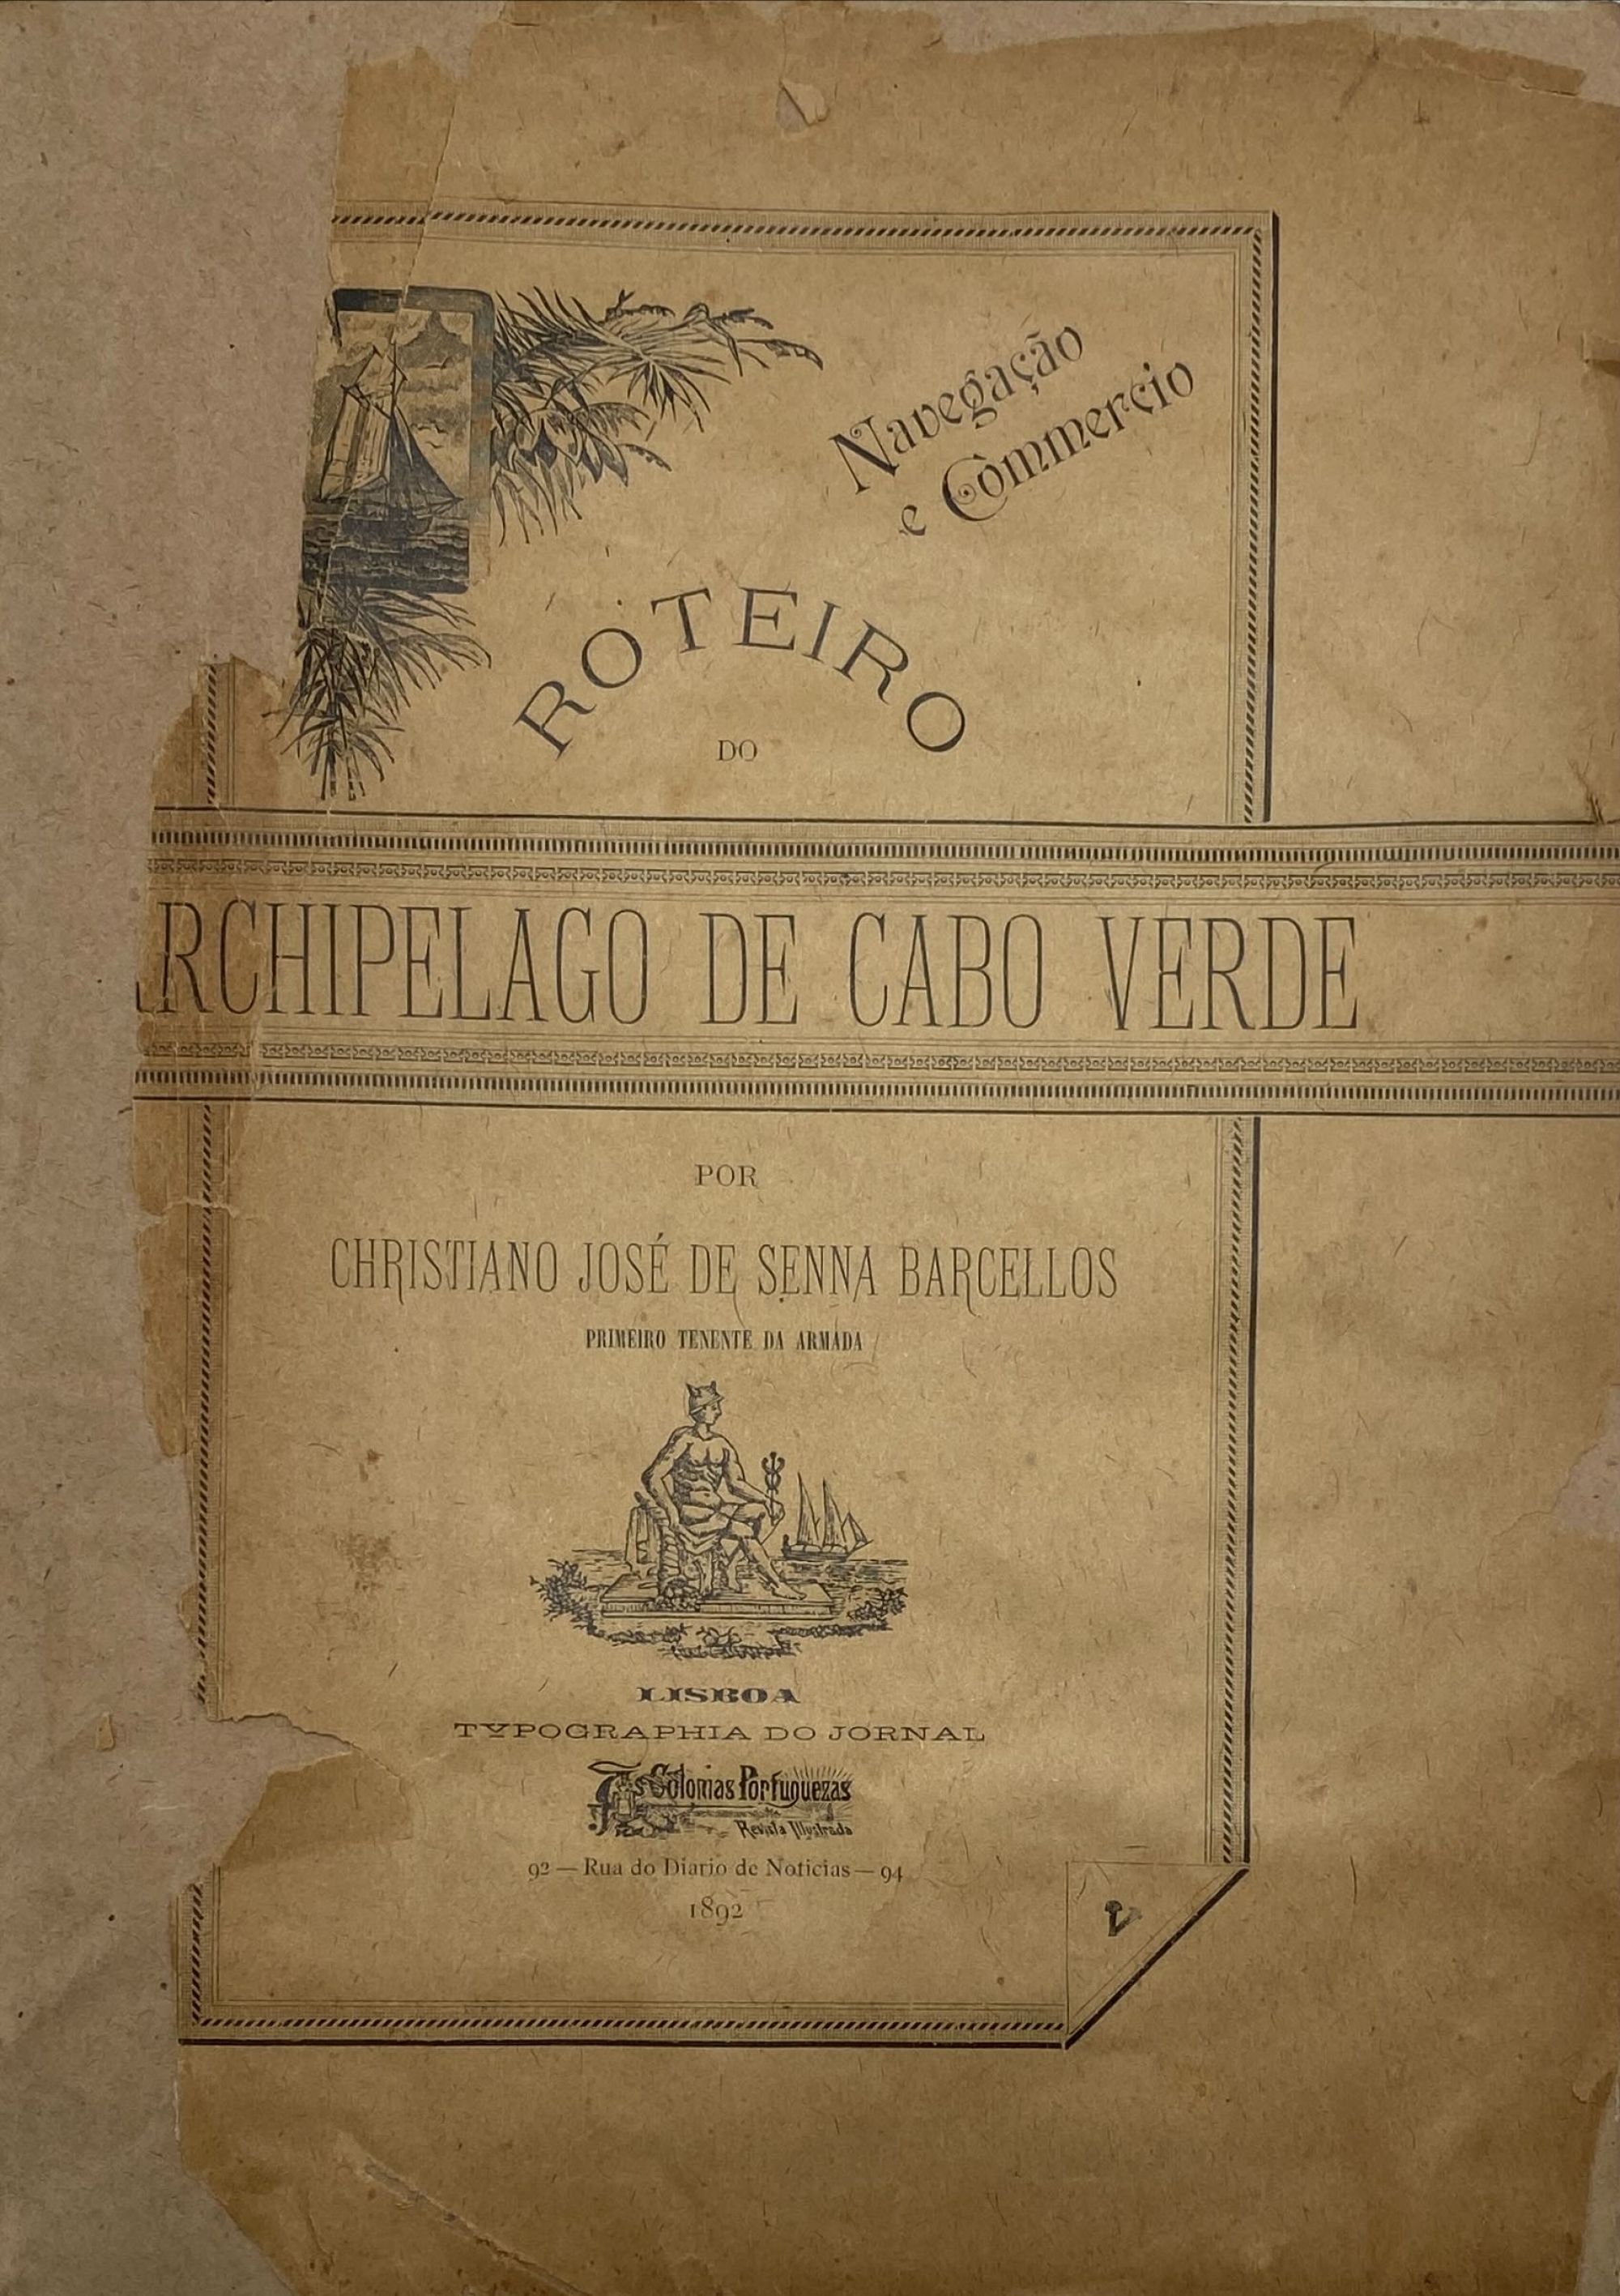 Navegação
e Commercio
ROTEIRO
DO
ARCHIPELAGO DE CABO VERDE
POR
CHRISTIANO JOSÉ DE SENNA BARCELLOS
PRIMEIRO TENENTE DA ARMADA
LISBOA
TYPOGRAPHIA DO JORNAL
As Colonias Portuguezas
Revista Illustrada
92 — Rua do Diario de Noticias — 94
1892